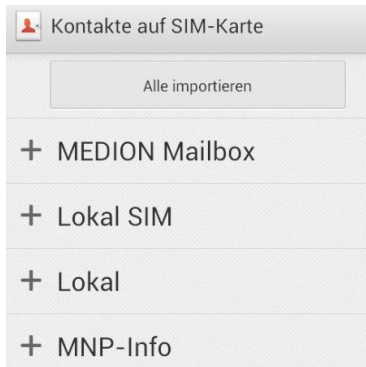 Kontakte auf SIM-Karte
Alle importieren
MEDION Mailbox
Lokal SIM
Lokal
MNP-Info